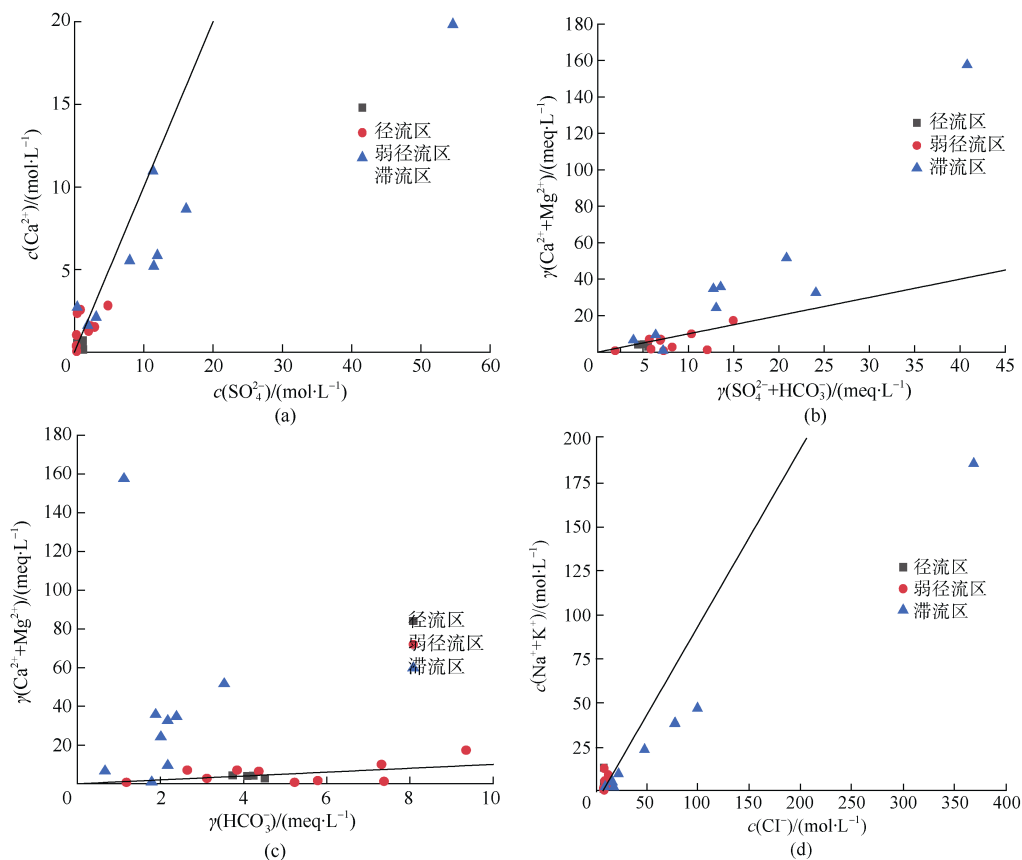 20
15
10
5
0
10
20
30
40
50
60
c(Ca²⁺)/(mol·L⁻¹)
径流区
弱径流区
滞流区
c(SO₄²⁻)/(mol·L⁻¹)
(a)
180
160
140
120
100
80
60
40
20
0
5
10
15
20
25
30
35
40
45
γ(Ca²⁺+Mg²⁺)/(meq·L⁻¹)
径流区
弱径流区
滞流区
γ(SO₄²⁻+HCO₃⁻)/(meq·L⁻¹)
(b)
180
160
140
120
100
80
60
40
20
0
2
4
6
8
10
γ(Ca²⁺+Mg²⁺)/(meq·L⁻¹)
径流区
弱径流区
滞流区
γ(HCO₃⁻)/(meq·L⁻¹)
(c)
200
175
150
125
100
75
50
25
0
50
100
150
200
250
300
350
400
c(Na⁺+K⁺)/(mol·L⁻¹)
径流区
弱径流区
滞流区
c(Cl⁻)/(mol·L⁻¹)
(d)